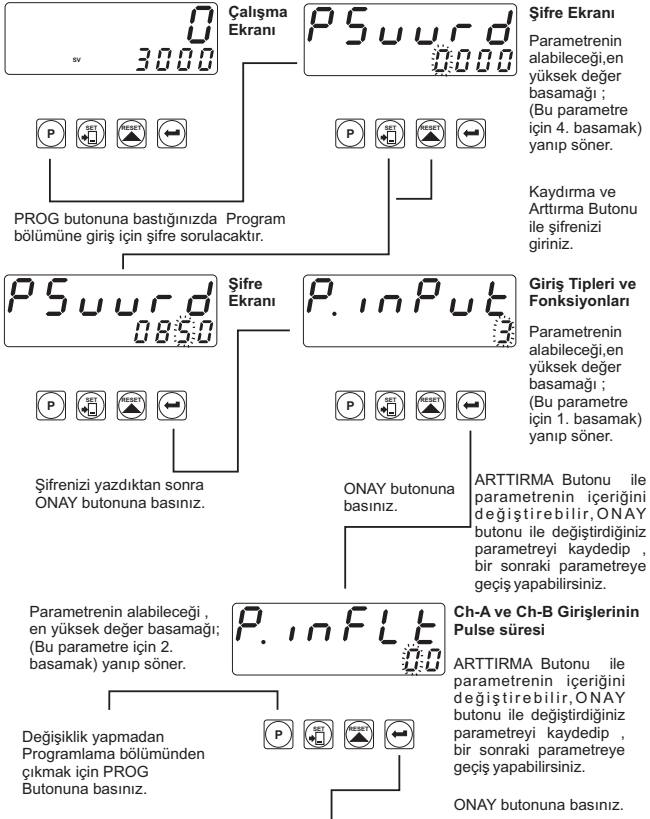 0
SV
3000
P
SET
RESET
Çalışma
Ekranı
PSwrd
0000
P
SET
RESET
Şifre Ekranı
Parametrenin
alabileceği,en
yüksek değer
basamağı ;
(Bu parametre
için 4. basamak)
yanıp söner.
Kaydırma ve
Arttırma Butonu
ile şifrenizi
giriniz.
PROG butonuna bastığınızda Program
bölümüne giriş için şifre sorulacaktır.
PSwrd
0850
P
SET
RESET
Şifre
Ekranı
P. inPut
3
P
SET
RESET
Giriş Tipleri ve
Fonksiyonları
Parametrenin
alabileceği,en
yüksek değer
basamağı ;
(Bu parametre
için 1. basamak)
yanıp söner.
Şifrenizi yazdıktan sonra
ONAY butonuna basınız.
ONAY butonuna
basınız.
ARTTIRMA Butonu ile
parametrenin içeriğini
değiştirebilir,ONAY
butonu ile değiştirdiğiniz
parametreyi kaydedip ,
bir sonraki parametreye
geçiş yapabilirsiniz.
Parametrenin alabileceği ,
en yüksek değer basamağı;
(Bu parametre için 2.
basamak) yanıp söner.
P. inFLt
00
P
SET
RESET
Ch-A ve Ch-B Girişlerinin
Pulse süresi
ARTTIRMA Butonu ile
parametrenin içeriğini
değiştirebilir,ONAY
butonu ile değiştirdiğiniz
parametreyi kaydedip ,
bir sonraki parametreye
geçiş yapabilirsiniz.
Değişiklik yapmadan
Programlama bölümünden
çıkmak için PROG
Butonuna basınız.
ONAY butonuna basınız.